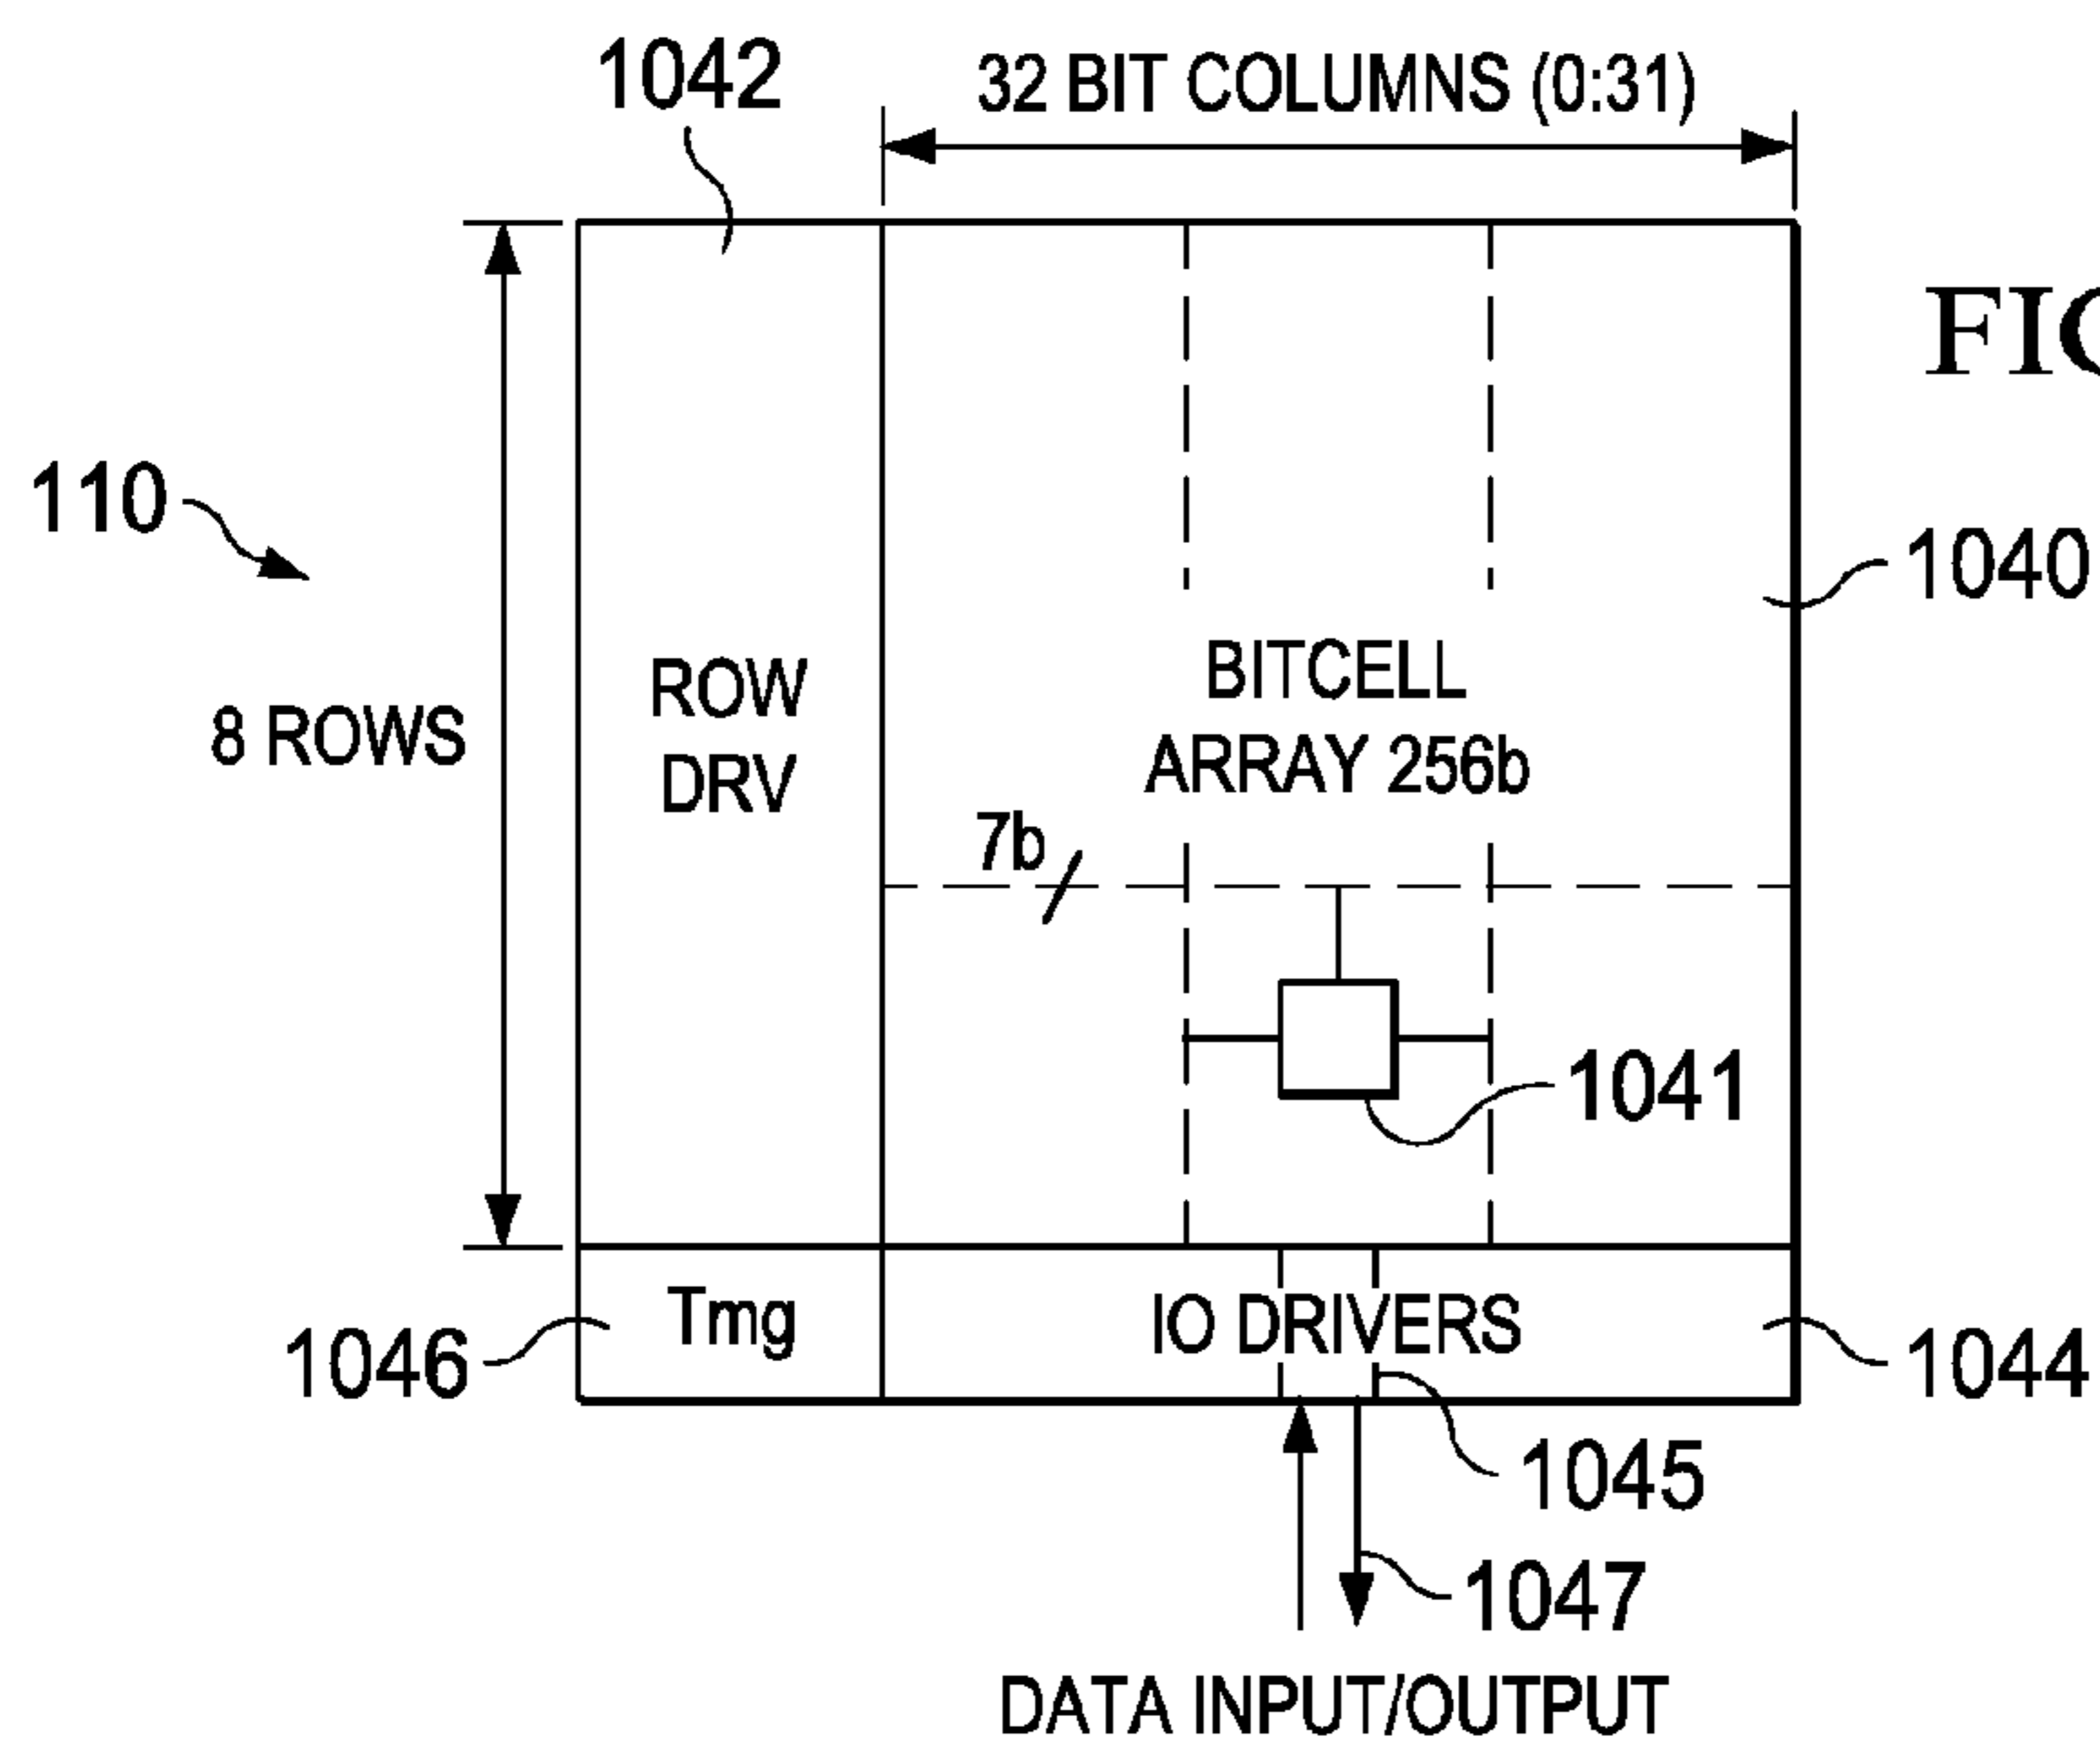 1042
32 BIT COLUMNS (0:31)
FIG
110
1040
8 ROWS
ROW
DRV
BITCELL
ARRAY 256b
7b
1041
Tmg
IO DRIVERS
1046
1044
1045
1047
DATA INPUT/OUTPUT